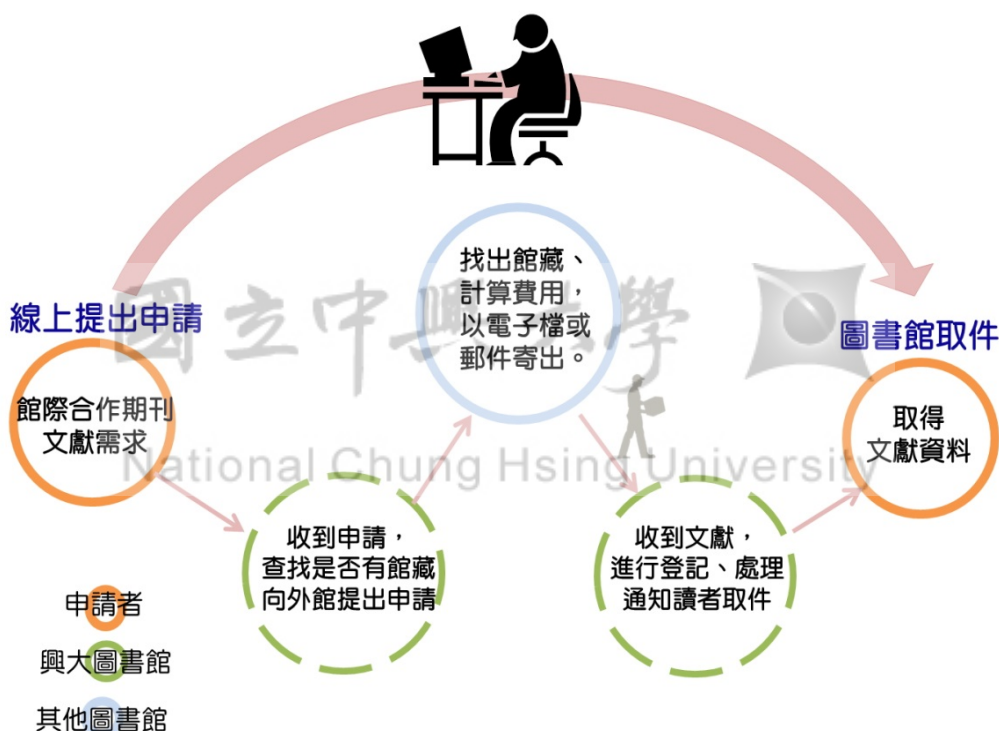 找出館藏、
計算費用，
以電子檔或
郵件寄出。
國立中興大學
線上提出申請
圖書館取件
館際合作期刊
文獻需求
取得
文獻資料
National Chung Hsing University
收到申請，
查找是否有館藏
向外館提出申請
收到文獻，
進行登記、處理
通知讀者取件
申請者
興大圖書館
其他圖書館